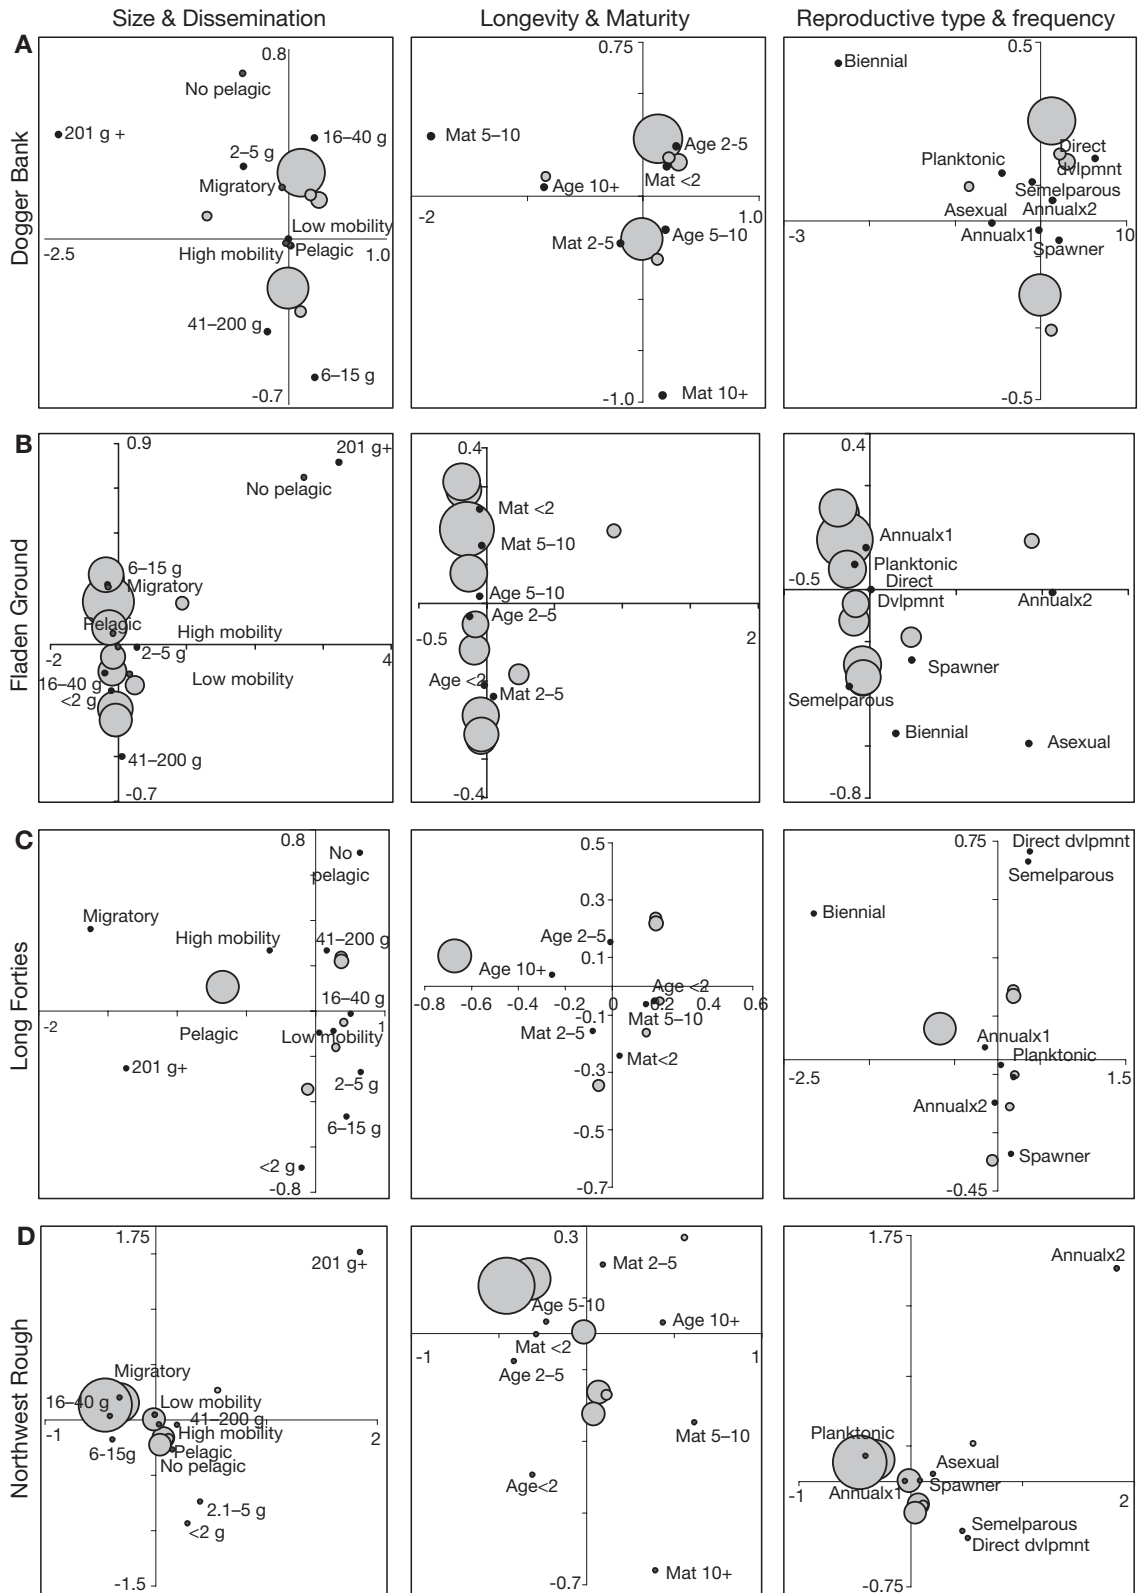 Size & Dissemination
Longevity & Maturity
Reproductive type & frequency
A
Dogger Bank
0.8
No pelagic
201 g +
16–40 g
2–5 g
Migratory
Low mobility
-2.5
High mobility
Pelagic
1.0
41–200 g
6–15 g
-0.7
0.75
Mat 5–10
Age 2-5
Mat <2
Age 10+
-2
1.0
Mat 2-5
Age 5–10
-1.0
Mat 10+
0.5
Biennial
Direct
dvlpmnt
Planktonic
Semelparous
Asexual
Annualx2
-3
Annualx1
10
Spawner
-0.5
B
Fladen Ground
0.9
201 g+
No pelagic
6–15 g
Migratory
Pelagic
High mobility
-2
2–5 g
4
16–40 g
Low mobility
<2 g
41–200 g
-0.7
0.4
Mat <2
Mat 5–10
Age 5–10
Age 2–5
-0.5
2
Age <2
Mat 2–5
-0.4
0.4
Annualx1
Planktonic
-0.5
Direct
Dvlpmnt
Annualx2
Spawner
Semelparous
Biennial
Asexual
-0.8
C
Long Forties
0.8
No
pelagic
Migratory
High mobility
41–200 g
16–40 g
-2
1
Pelagic
Low mobility
201 g+
2–5 g
6–15 g
<2 g
-0.8
0.5
0.3
Age 2–5
0.1
Age 10+
Age <2
-0.8 -0.6 -0.4 -0.2 0 0.2 0.4 0.6
-0.1
Mat 5–10
Mat 2–5
Mat<2
-0.3
-0.5
-0.7
0.75
Direct dvlpmnt
Semelparous
Biennial
Annualx1
Planktonic
-2.5
1.5
Annualx2
Spawner
-0.45
D
Northwest Rough
1.75
201 g+
Migratory
16–40 g
Low mobility
41–200 g
-1
2
6-15g
High mobility
Pelagic
No pelagic
2.1–5 g
<2 g
-1.5
0.3
Mat 2–5
Age 5-10
Age 10+
-1
Mat <2
1
Age 2–5
Mat 5–10
Age<2
-0.7
Mat 10+
1.75
Annualx2
Planktonic
Asexual
-1
Annualx1
Spawner
2
Semelparous
Direct dvlpmnt
-0.75